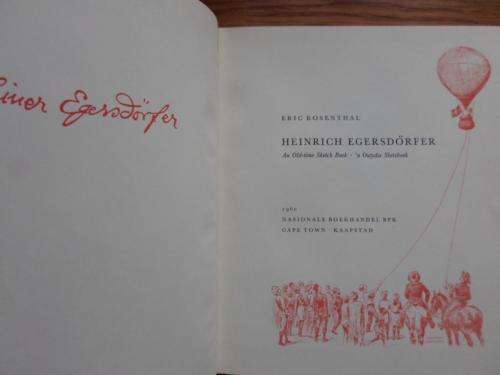 Egersdörfer
ERIC ROSENTHAL
HEINRICH EGERSDÖRFER
An Old-time Sketch Book · 'n Outydse Sketsboek
1960
NASIONALE BOEKHANDEL BPK
CAPE TOWN · KAAPSTAD